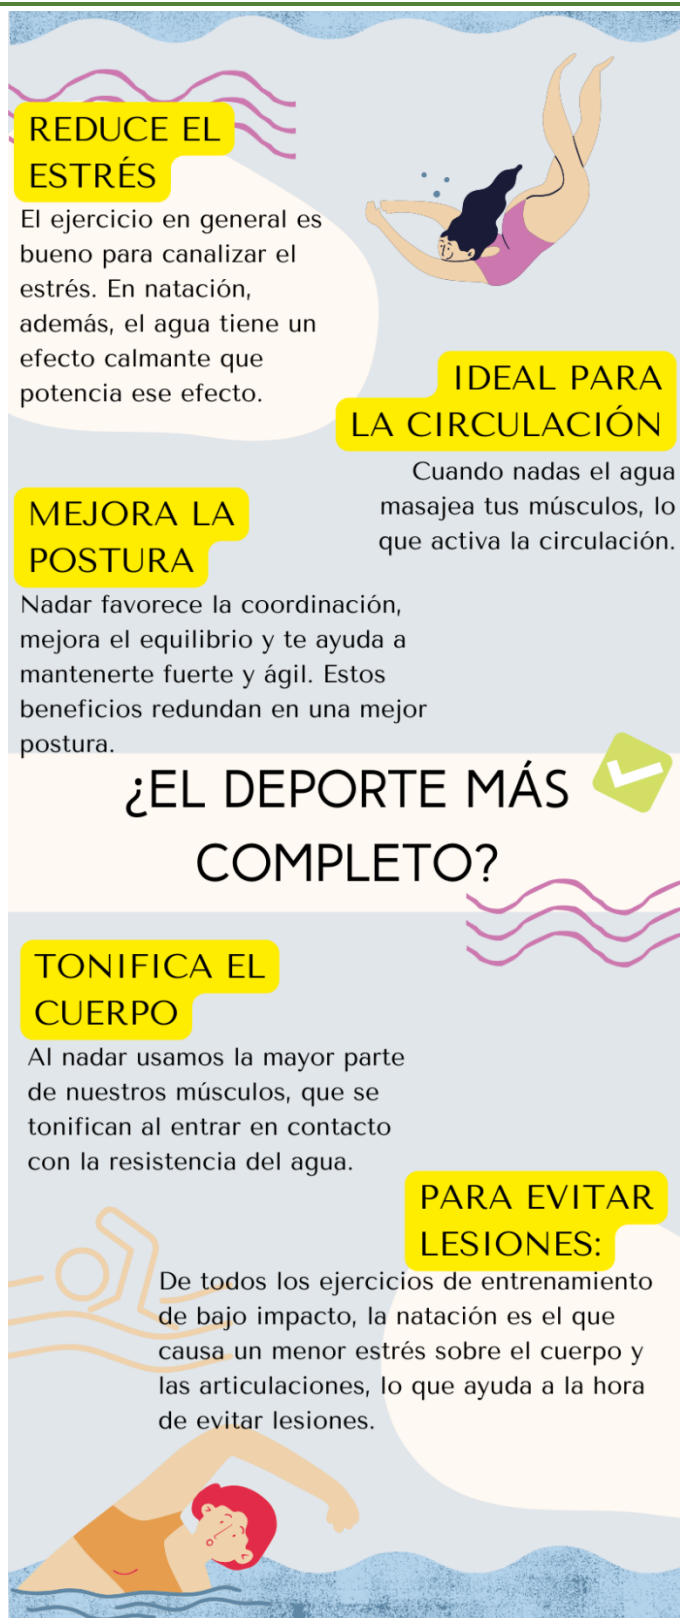 REDUCE EL
ESTRÉS
El ejercicio en general es
bueno para canalizar el
estrés. En natación,
además, el agua tiene un
efecto calmante que
potencia ese efecto.
IDEAL PARA
LA CIRCULACIÓN
Cuando nadas el agua
masajea tus músculos, lo
que activa la circulación.
MEJORA LA
POSTURA
Nadar favorece la coordinación,
mejora el equilibrio y te ayuda a
mantenerte fuerte y ágil. Estos
beneficios redundan en una mejor
postura.
¿EL DEPORTE MÁS
COMPLETO?
TONIFICA EL
CUERPO
Al nadar usamos la mayor parte
de nuestros músculos, que se
tonifican al entrar en contacto
con la resistencia del agua.
PARA EVITAR
LESIONES:
De todos los ejercicios de entrenamiento
de bajo impacto, la natación es el que
causa un menor estrés sobre el cuerpo y
las articulaciones, lo que ayuda a la hora
de evitar lesiones.